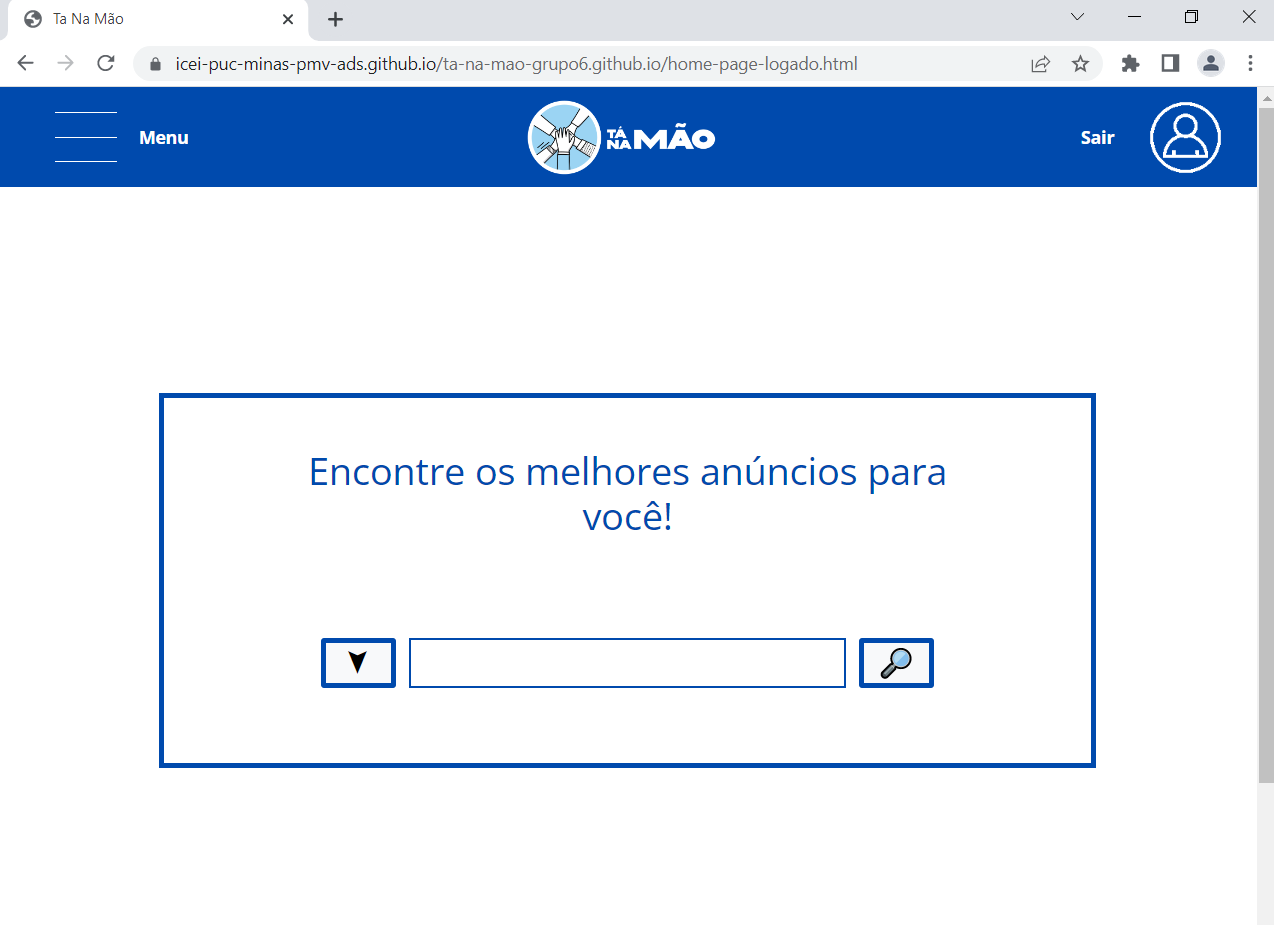 Ta Na Mão
icei-puc-minas-pmv-ads.github.io/ta-na-mao-grupo6.github.io/home-page-logado.html
Menu
TÁ
NA MÃO
Sair
Encontre os melhores anúncios para
você!